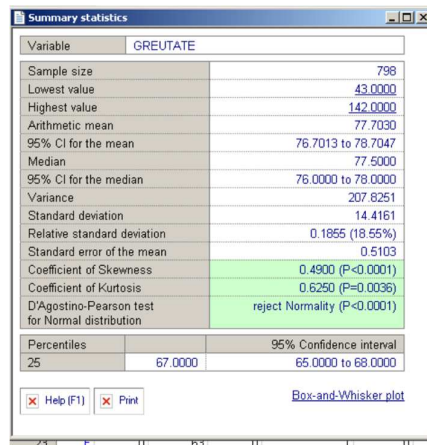 Summary statistics
Variable GREUTATE
Sample size 798
Lowest value 43.0000
Highest value 142.0000
Arithmetic mean 77.7030
95% CI for the mean 76.7013 to 78.7047
Median 77.5000
95% CI for the median 76.0000 to 78.0000
Variance 207.8251
Standard deviation 14.4161
Relative standard deviation 0.1855 (18.55%)
Standard error of the mean 0.5103
Coefficient of Skewness 0.4900 (P<0.0001)
Coefficient of Kurtosis 0.6250 (P=0.0036)
D'Agostino-Pearson test reject Normality (P<0.0001)
for Normal distribution
Percentiles 95% Confidence interval
25 67.0000 65.0000 to 68.0000
Help (F1) Print Box-and-Whisker plot